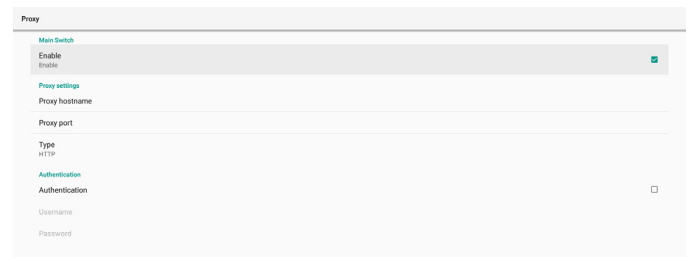 Proxy
Main Switch
Enable
Enable
Proxy settings
Proxy hostname
Proxy port
Type
HTTP
Authentication
Authentication
Username
Password